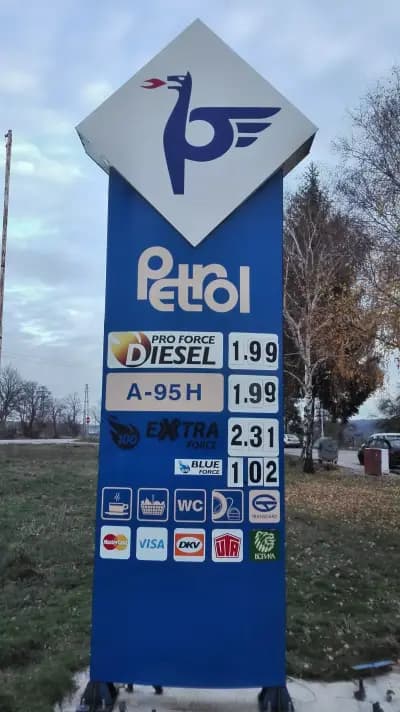 Petrol
PRO FORCE
DIESEL
1.99
A-95H
1.99
100
EXTRA
FORCE
2.31
BLUE
FORCE
1 02
WC
MasterCard
VISA
DKV
UTA